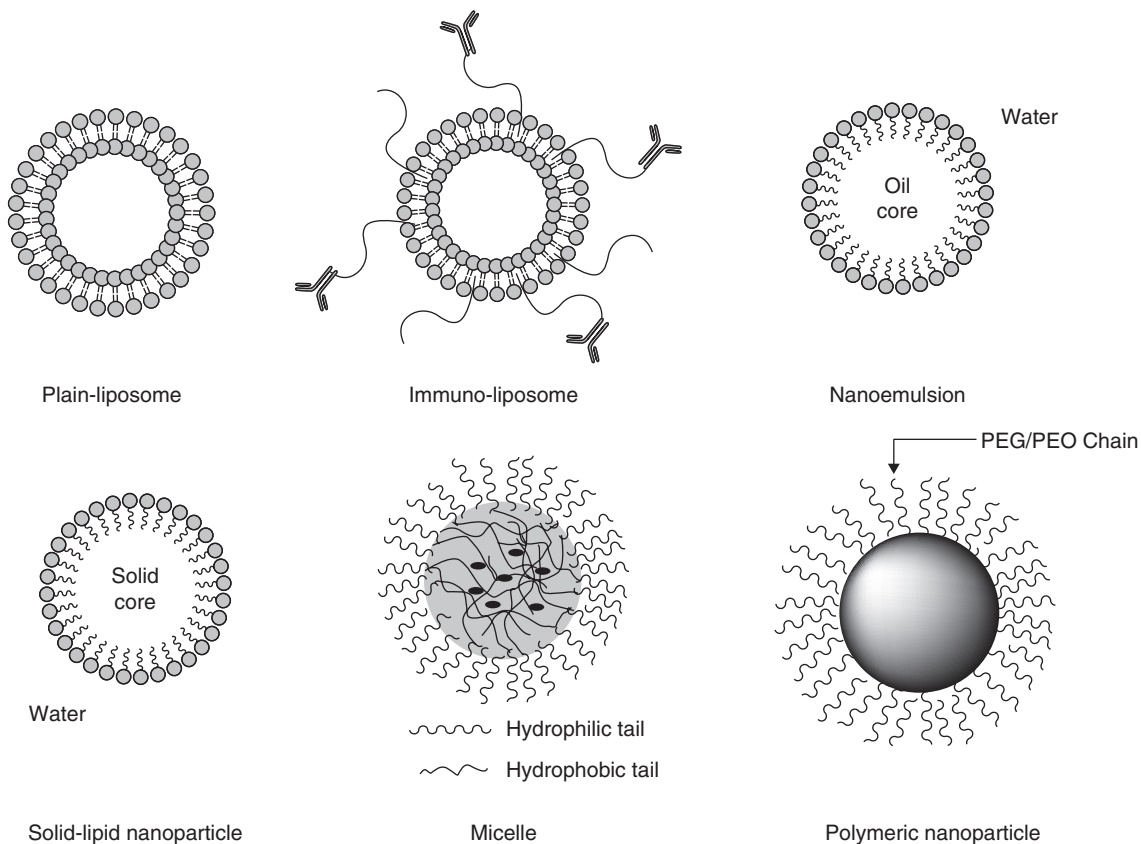 Water
Oil
core
Plain-liposome
Immuno-liposome
Nanoemulsion
PEG/PEO Chain
Solid
core
Water
Hydrophilic tail
Hydrophobic tail
Solid-lipid nanoparticle
Micelle
Polymeric nanoparticle